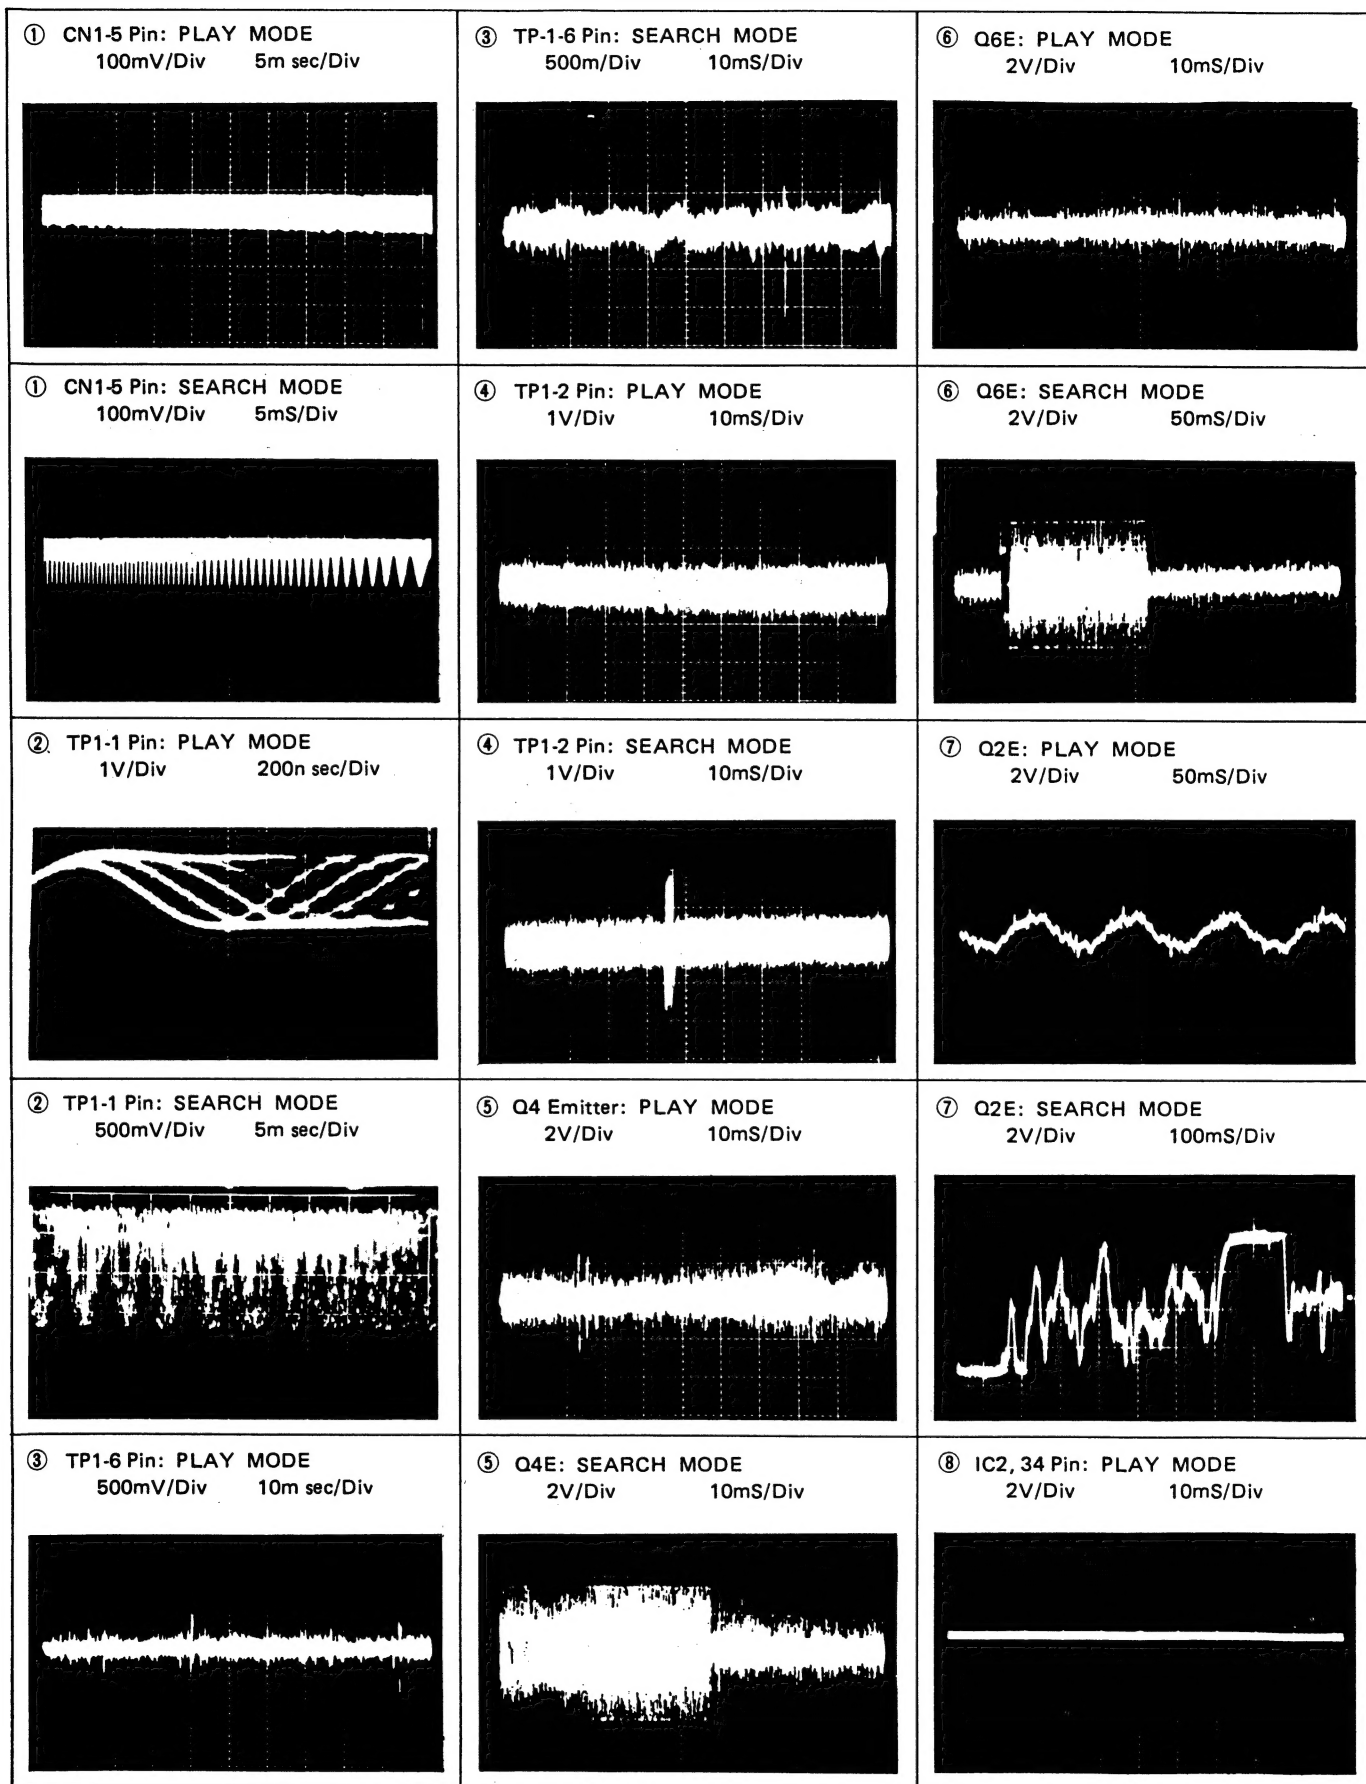 ① CN1-5 Pin: PLAY MODE
100mV/Div 5m sec/Div
① CN1-5 Pin: SEARCH MODE
100mV/Div 5mS/Div
②. TP1-1 Pin: PLAY MODE
1V/Div 200n sec/Div
② TP1-1 Pin: SEARCH MODE
500mV/Div 5m sec/Div
③ TP1-6 Pin: PLAY MODE
500mV/Div 10m sec/Div
③ TP-1-6 Pin: SEARCH MODE
500m/Div 10mS/Div
④ TP1-2 Pin: PLAY MODE
1V/Div 10mS/Div
④ TP1-2 Pin: SEARCH MODE
1V/Div 10mS/Div
⑤ Q4 Emitter: PLAY MODE
2V/Div 10mS/Div
⑤ Q4E: SEARCH MODE
2V/Div 10mS/Div
⑥ Q6E: PLAY MODE
2V/Div 10mS/Div
⑥ Q6E: SEARCH MODE
2V/Div 50mS/Div
⑦ Q2E: PLAY MODE
2V/Div 50mS/Div
⑦ Q2E: SEARCH MODE
2V/Div 100mS/Div
⑧ IC2, 34 Pin: PLAY MODE
2V/Div 10mS/Div